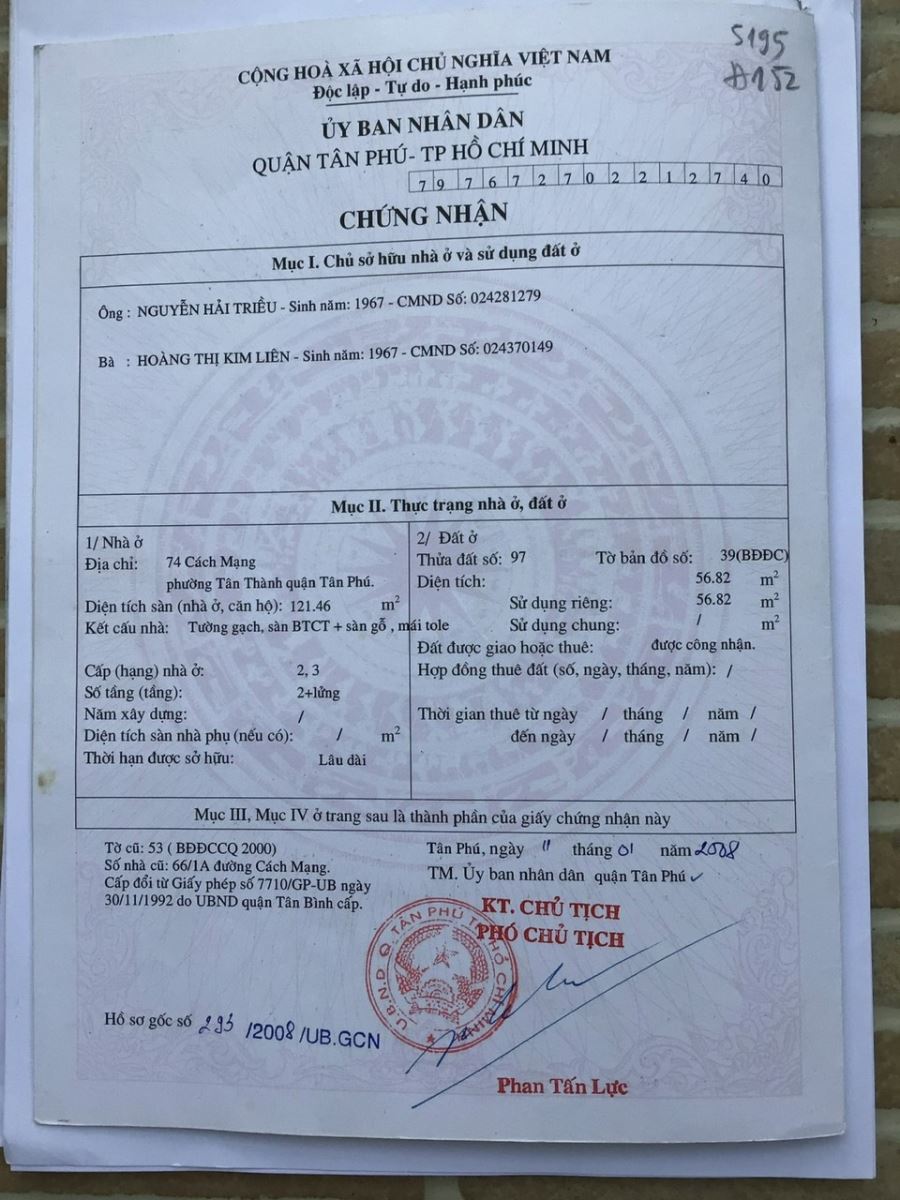 S195
A152
CỘNG HOÀ XÃ HỘI CHỦ NGHĨA VIỆT NAM
Độc lập - Tự do - Hạnh phúc
ỦY BAN NHÂN DÂN
QUẬN TÂN PHÚ- TP HỒ CHÍ MINH
7 9 7 6 7 2 7 0 2 2 1 2 7 4 0
CHỨNG NHẬN
Mục I. Chủ sở hữu nhà ở và sử dụng đất ở
Ông : NGUYỄN HẢI TRIỀU - Sinh năm: 1967 - CMND Số: 024281279
Bà : HOÀNG THỊ KIM LIÊN - Sinh năm: 1967 - CMND Số: 024370149
Mục II. Thực trạng nhà ở, đất ở
1/ Nhà ở
Địa chỉ: 74 Cách Mạng
phường Tân Thành quận Tân Phú.
Diện tích sàn (nhà ở, căn hộ): 121.46 m²
Kết cấu nhà: Tường gạch, sàn BTCT + sàn gỗ , mái tole
Cấp (hạng) nhà ở: 2, 3
Số tầng (tầng): 2+lửng
Năm xây dựng: /
Diện tích sàn nhà phụ (nếu có): / m²
Thời hạn được sở hữu: Lâu dài
2/ Đất ở
Thửa đất số: 97 Tờ bản đồ số: 39(BĐĐC)
Diện tích: 56.82 m²
Sử dụng riêng: 56.82 m²
Sử dụng chung: / m²
Đất được giao hoặc thuê: được công nhận.
Hợp đồng thuê đất (số, ngày, tháng, năm): /
Thời gian thuê từ ngày / tháng / năm /
đến ngày / tháng / năm /
Mục III, Mục IV ở trang sau là thành phần của giấy chứng nhận này
Tờ cũ: 53 ( BĐĐCCQ 2000)
Số nhà cũ: 66/1A đường Cách Mạng.
Cấp đổi từ Giấy phép số 7710/GP-UB ngày
30/11/1992 do UBND quận Tân Bình cấp.
Tân Phú, ngày 11 tháng 01 năm 2008
TM. Ủy ban nhân dân quận Tân Phú
KT. CHỦ TỊCH
PHÓ CHỦ TỊCH
U.B.N.D Q. TÂN PHÚ T.P HỒ CHÍ MINH
Hồ sơ gốc số 293 /2008 /UB.GCN
Phan Tấn Lực